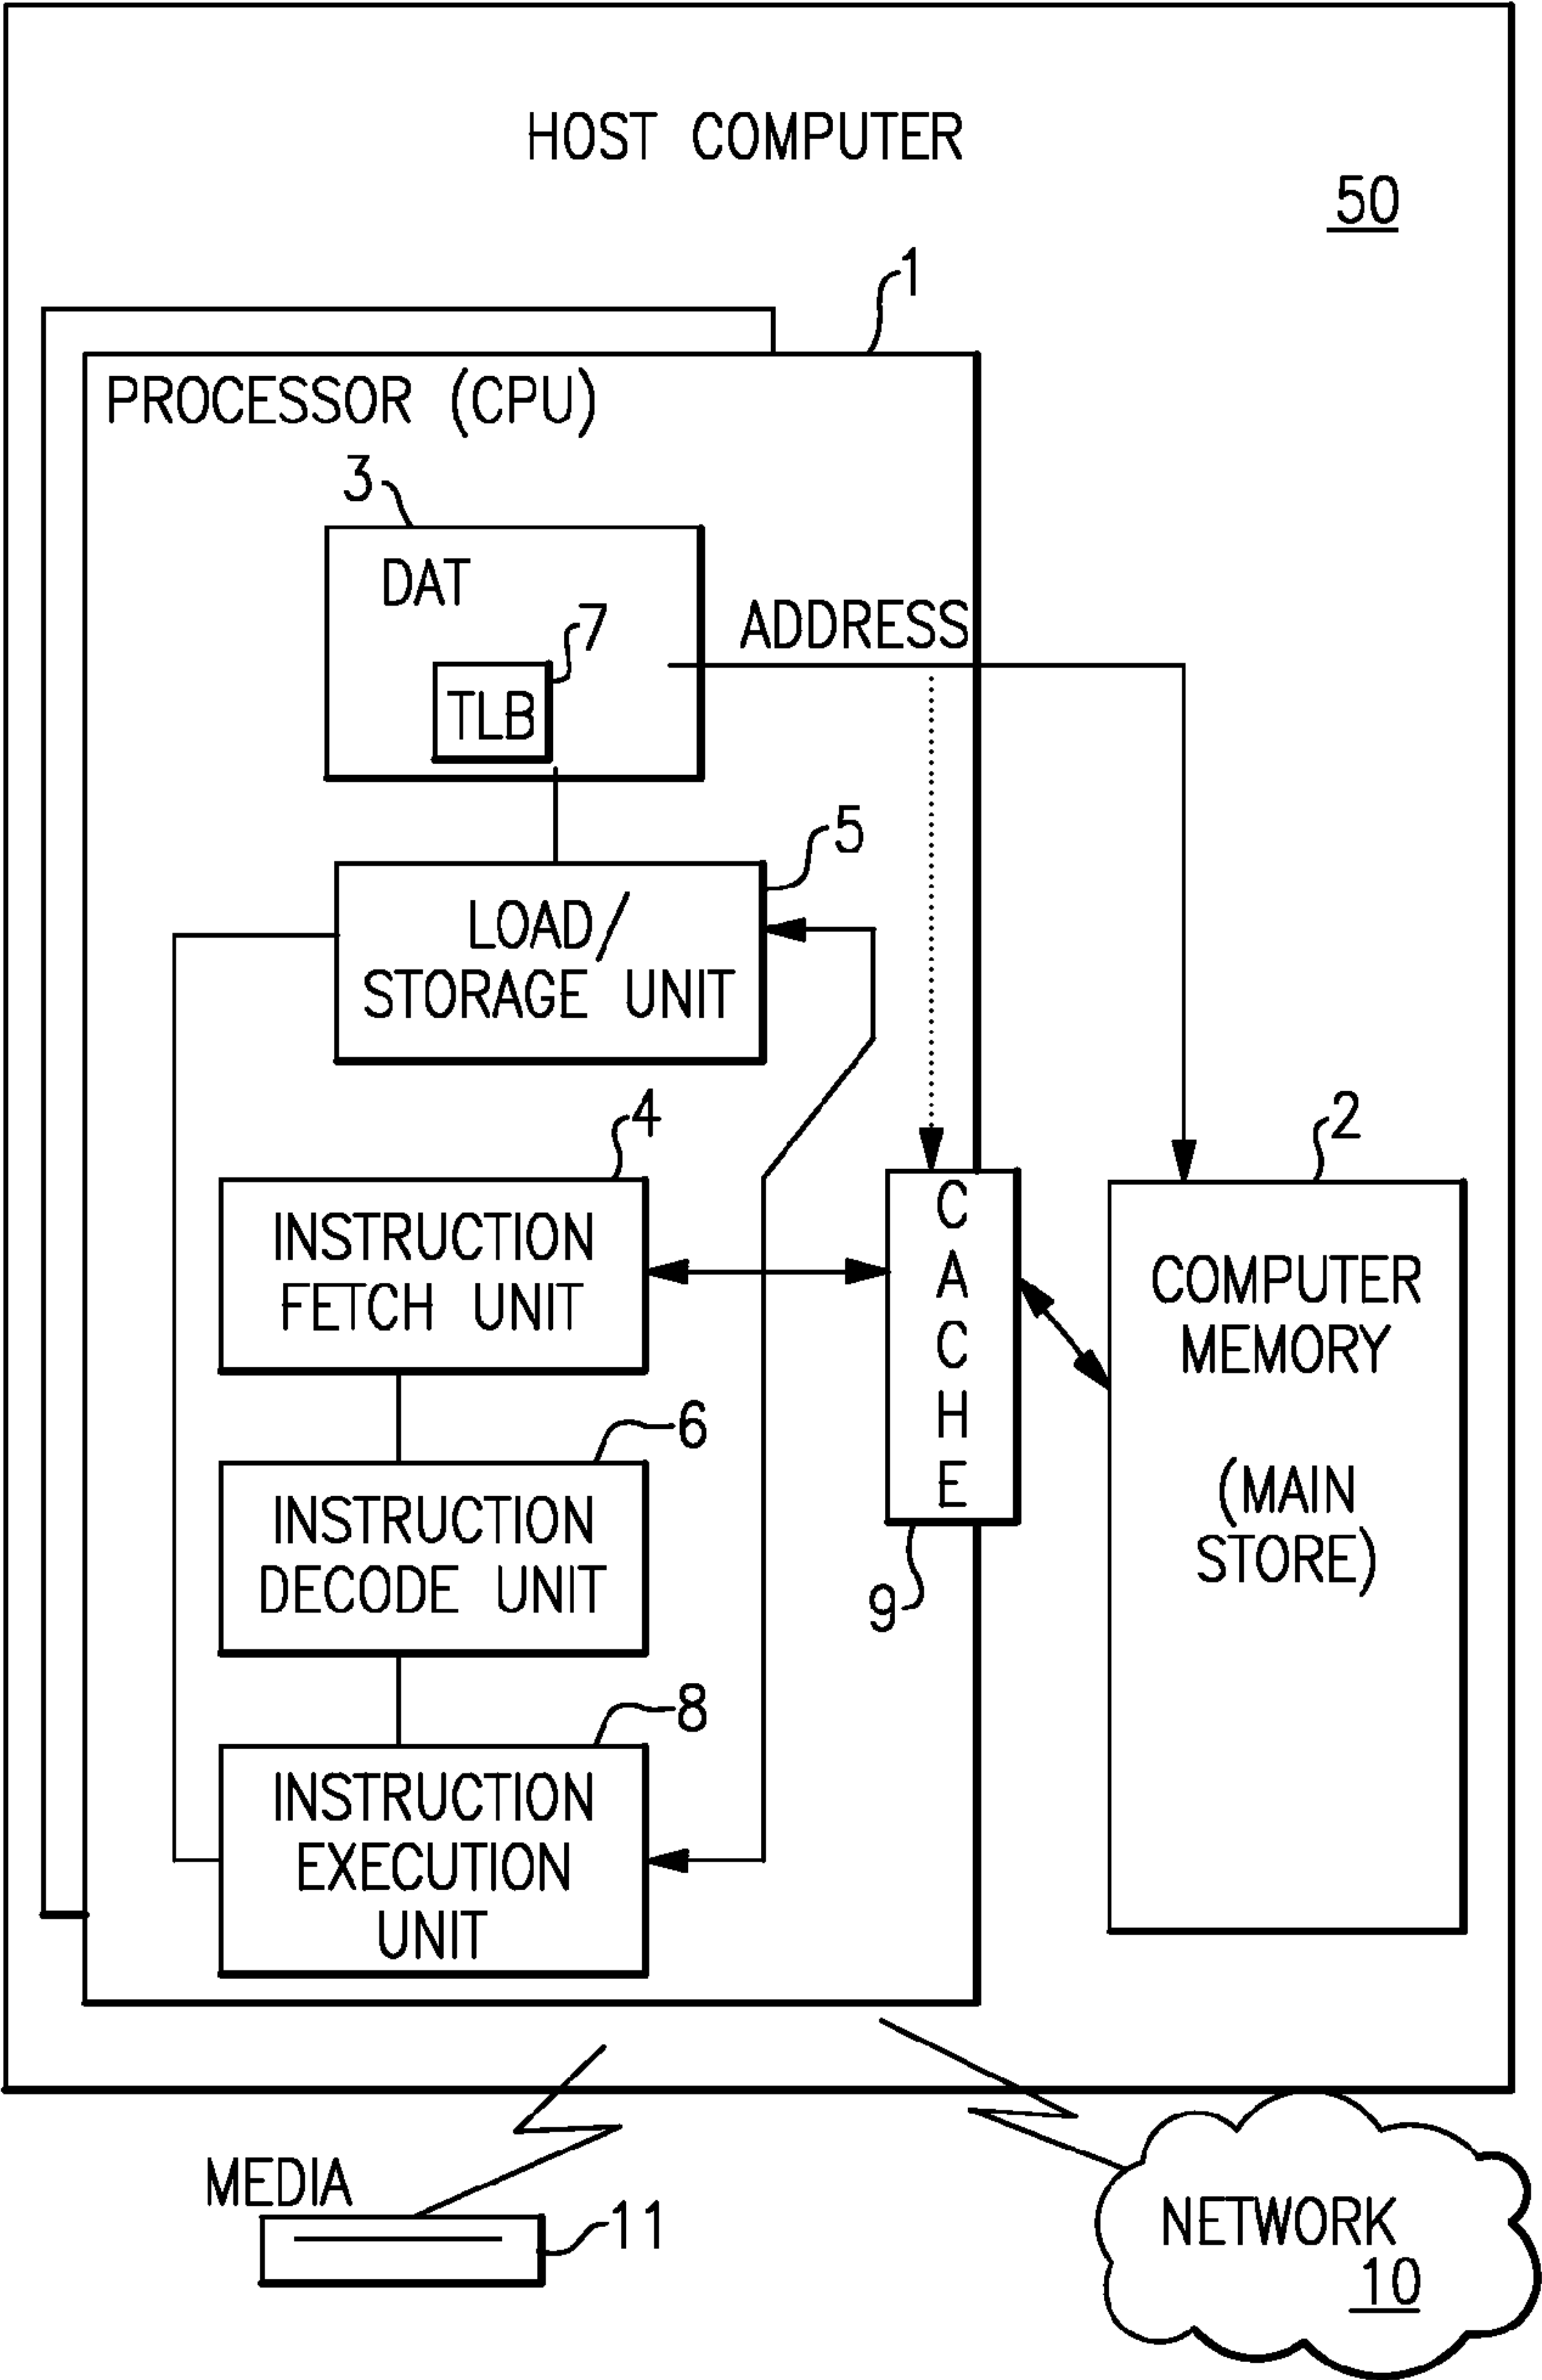 HOST COMPUTER
50
1
PROCESSOR (CPU)
3
DAT
7
ADDRESS
TLB
5
LOAD/
STORAGE UNIT
4
2
INSTRUCTION
FETCH UNIT
C
A
C
H
E
COMPUTER
MEMORY
(MAIN
STORE)
6
INSTRUCTION
DECODE UNIT
9
8
INSTRUCTION
EXECUTION
UNIT
MEDIA
11
NETWORK
10